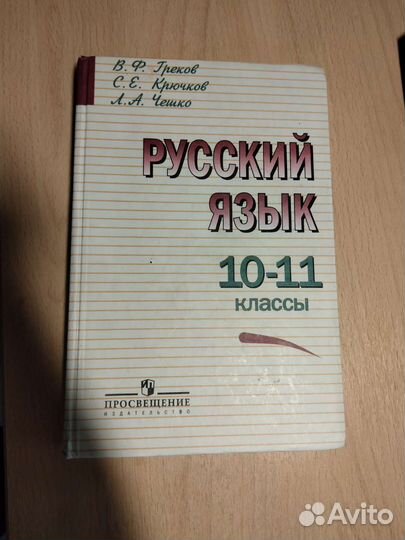 В. Ф. Греков
С. Е. Крючков
Л. А. Чешко
РУССКИЙ
ЯЗЫК
10-11
классы
ПРОСВЕЩЕНИЕ
ИЗДАТЕЛЬСТВО
Avito